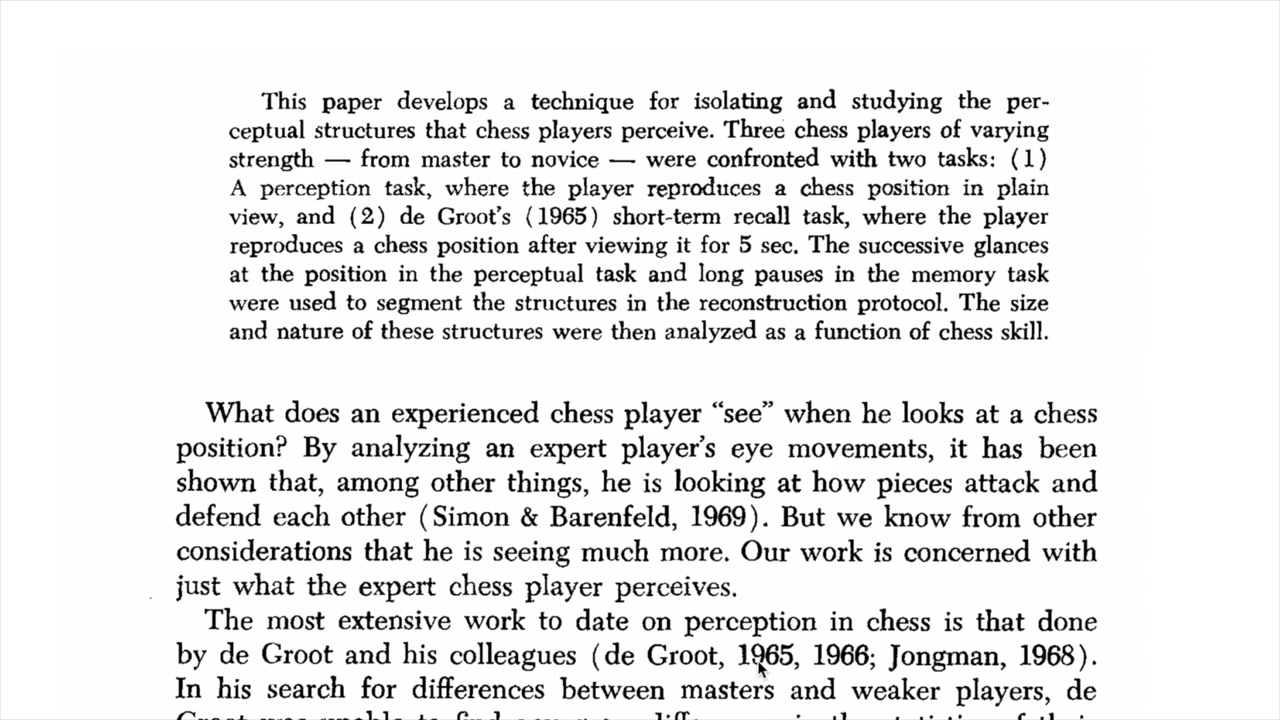 This paper develops a technique for isolating and studying the per-
ceptual structures that chess players perceive. Three chess players of varying
strength — from master to novice — were confronted with two tasks: (1)
A perception task, where the player reproduces a chess position in plain
view, and (2) de Groot's (1965) short-term recall task, where the player
reproduces a chess position after viewing it for 5 sec. The successive glances
at the position in the perceptual task and long pauses in the memory task
were used to segment the structures in the reconstruction protocol. The size
and nature of these structures were then analyzed as a function of chess skill.
What does an experienced chess player “see” when he looks at a chess
position? By analyzing an expert player's eye movements, it has been
shown that, among other things, he is looking at how pieces attack and
defend each other (Simon & Barenfeld, 1969). But we know from other
considerations that he is seeing much more. Our work is concerned with
just what the expert chess player perceives.
The most extensive work to date on perception in chess is that done
by de Groot and his colleagues (de Groot, 1965, 1966; Jongman, 1968).
In his search for differences between masters and weaker players, de